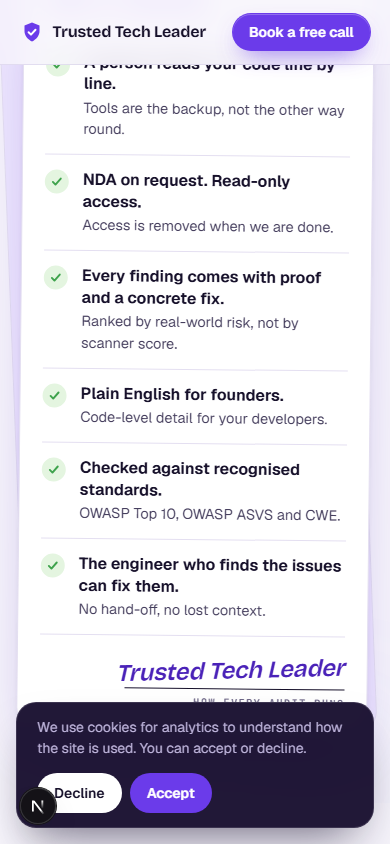 Trusted Tech Leader
Book a free call
A person reads your code line by
line.
Tools are the backup, not the other way
round.
NDA on request. Read-only
access.
Access is removed when we are done.
Every finding comes with proof
and a concrete fix.
Ranked by real-world risk, not by
scanner score.
Plain English for founders.
Code-level detail for your developers.
Checked against recognised
standards.
OWASP Top 10, OWASP ASVS and CWE.
The engineer who finds the issues
can fix them.
No hand-off, no lost context.
Trusted Tech Leader
HOW EVERY AUDIT RUNS
We use cookies for analytics to understand how
the site is used. You can accept or decline.
N
Decline
Accept